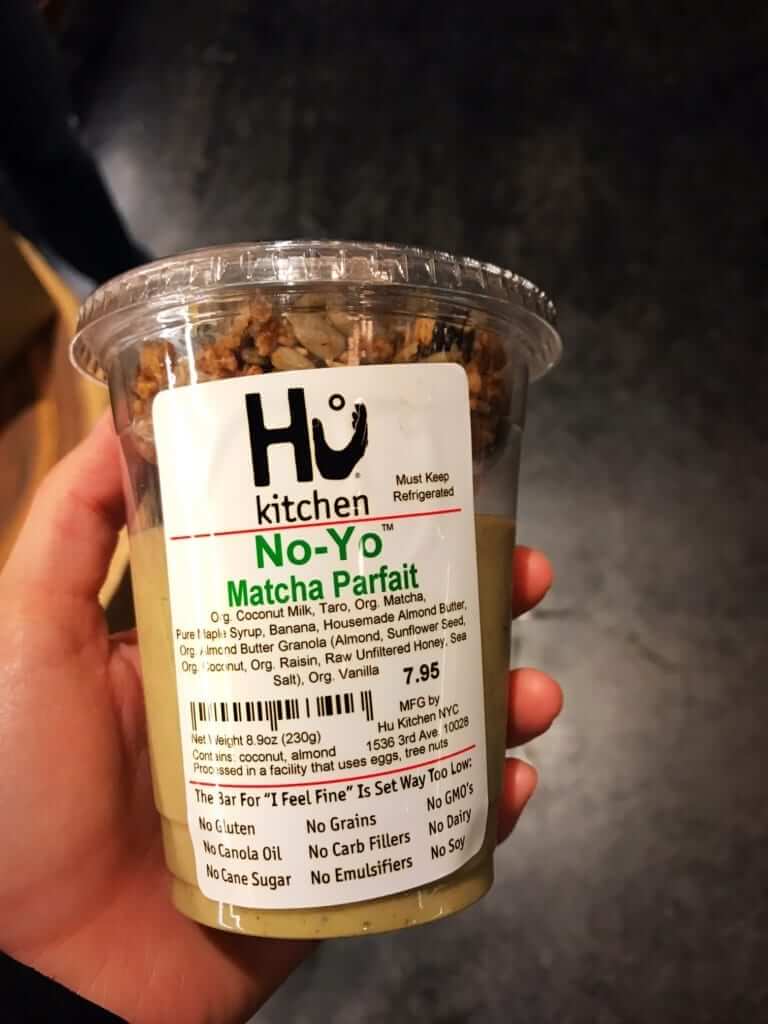 Hu
kitchen
Must Keep
Refrigerated
No-Yo™
Matcha Parfait
Org. Coconut Milk, Taro, Org. Matcha,
Pure Maple Syrup, Banana, Housemade Almond Butter,
Org. Almond Butter Granola (Almond, Sunflower Seed,
Org. Coconut, Org. Raisin, Raw Unfiltered Honey, Sea
Salt), Org. Vanilla
7.95
Net Weight 8.9oz (230g)
Contains: coconut, almond
MFG by
Hu Kitchen NYC
1536 3rd Ave, 10028
Processed in a facility that uses eggs, tree nuts
The Bar For "I Feel Fine" Is Set Way Too Low:
No Gluten No Grains No GMO's
No Canola Oil No Carb Fillers No Dairy
No Cane Sugar No Emulsifiers No Soy